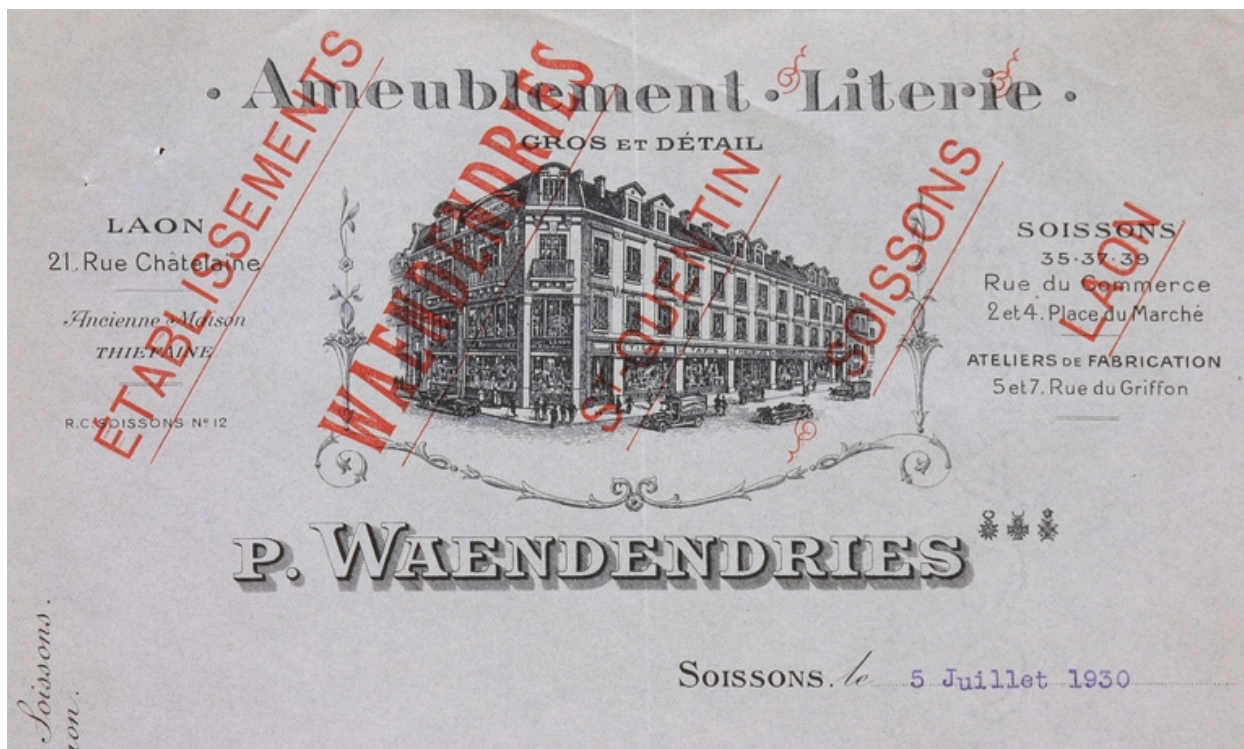 · Ameublement · Literie ·
GROS ET DÉTAIL
LAON
21, Rue Châtelaine
Ancienne Maison
THIEFAINE
R.C. SOISSONS Nº 12
SOISSONS
35·37·39
Rue du Commerce
2 et 4. Place du Marché
ATELIERS DE FABRICATION
5 et 7. Rue du Griffon
ETABLISSEMENTS
WAENDENDRIES
ST QUENTIN
SOISSONS
LAON
P. WAENDENDRIES
SOISSONS. le 5 Juillet 1930
Soissons.